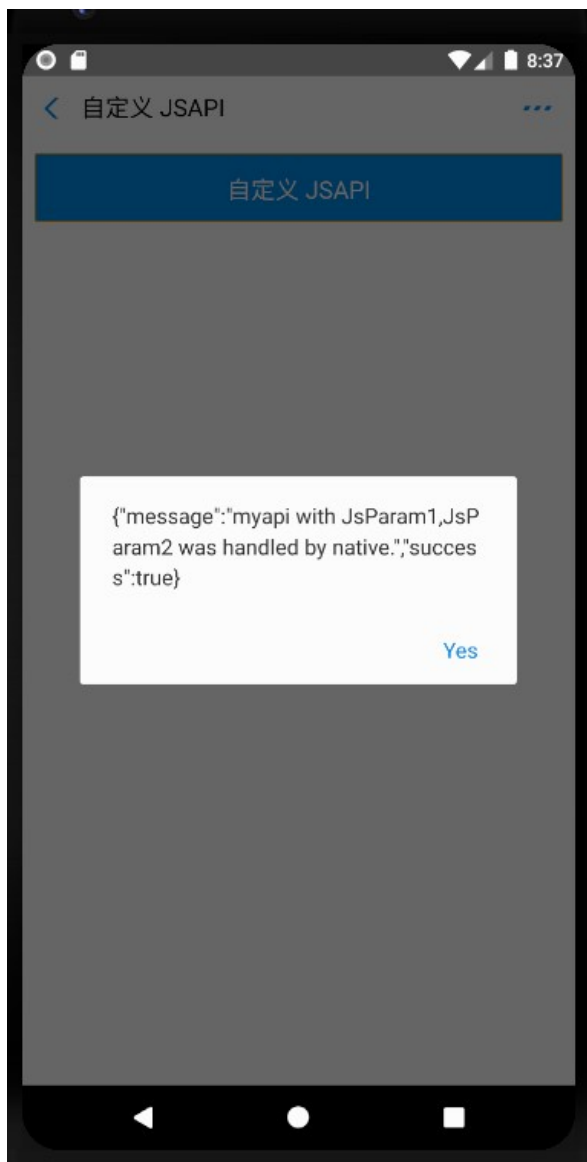 8:37
自定义 JSAPI
自定义 JSAPI
{"message":"myapi with JsParam1,JsP
aram2 was handled by native.","succes
s":true}
Yes